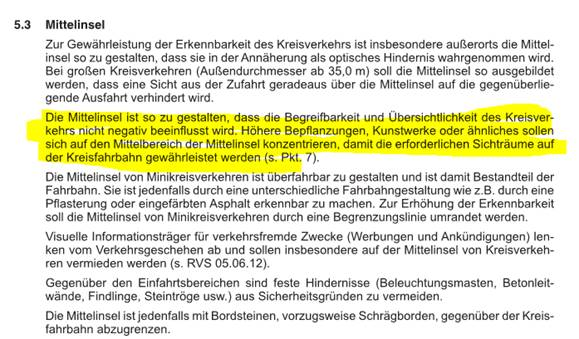 5.3 Mittelinsel
Zur Gewährleistung der Erkennbarkeit des Kreisverkehrs ist insbesondere außerorts die Mittel-
insel so zu gestalten, dass sie in der Annäherung als optisches Hindernis wahrgenommen wird.
Bei großen Kreisverkehren (Außendurchmesser ab 35,0 m) soll die Mittelinsel so ausgebildet
werden, dass eine Sicht aus der Zufahrt geradeaus über die Mittelinsel auf die gegenüberlie-
gende Ausfahrt verhindert wird.
Die Mittelinsel ist so zu gestalten, dass die Begreifbarkeit und Übersichtlichkeit des Kreisver-
kehrs nicht negativ beeinflusst wird. Höhere Bepflanzungen, Kunstwerke oder ähnliches sollen
sich auf den Mittelbereich der Mittelinsel konzentrieren, damit die erforderlichen Sichträume auf
der Kreisfahrbahn gewährleistet werden (s. Pkt. 7).
Die Mittelinsel von Minikreisverkehren ist überfahrbar zu gestalten und ist damit Bestandteil der
Fahrbahn. Sie ist jedenfalls durch eine unterschiedliche Fahrbahngestaltung wie z.B. durch eine
Pflasterung oder eingefärbten Asphalt erkennbar zu machen. Zur Erhöhung der Erkennbarkeit
soll die Mittelinsel von Minikreisverkehren durch eine Begrenzungslinie umrandet werden.
Visuelle Informationsträger für verkehrsfremde Zwecke (Werbungen und Ankündigungen) len-
ken vom Verkehrsgeschehen ab und sollen insbesondere auf der Mittelinsel von Kreisverkeh-
ren vermieden werden (s. RVS 05.06.12).
Gegenüber den Einfahrtsbereichen sind feste Hindernisse (Beleuchtungsmasten, Betonleit-
wände, Findlinge, Steintröge usw.) aus Sicherheitsgründen zu vermeiden.
Die Mittelinsel ist jedenfalls mit Bordsteinen, vorzugsweise Schrägborden, gegenüber der Kreis-
fahrbahn abzugrenzen.